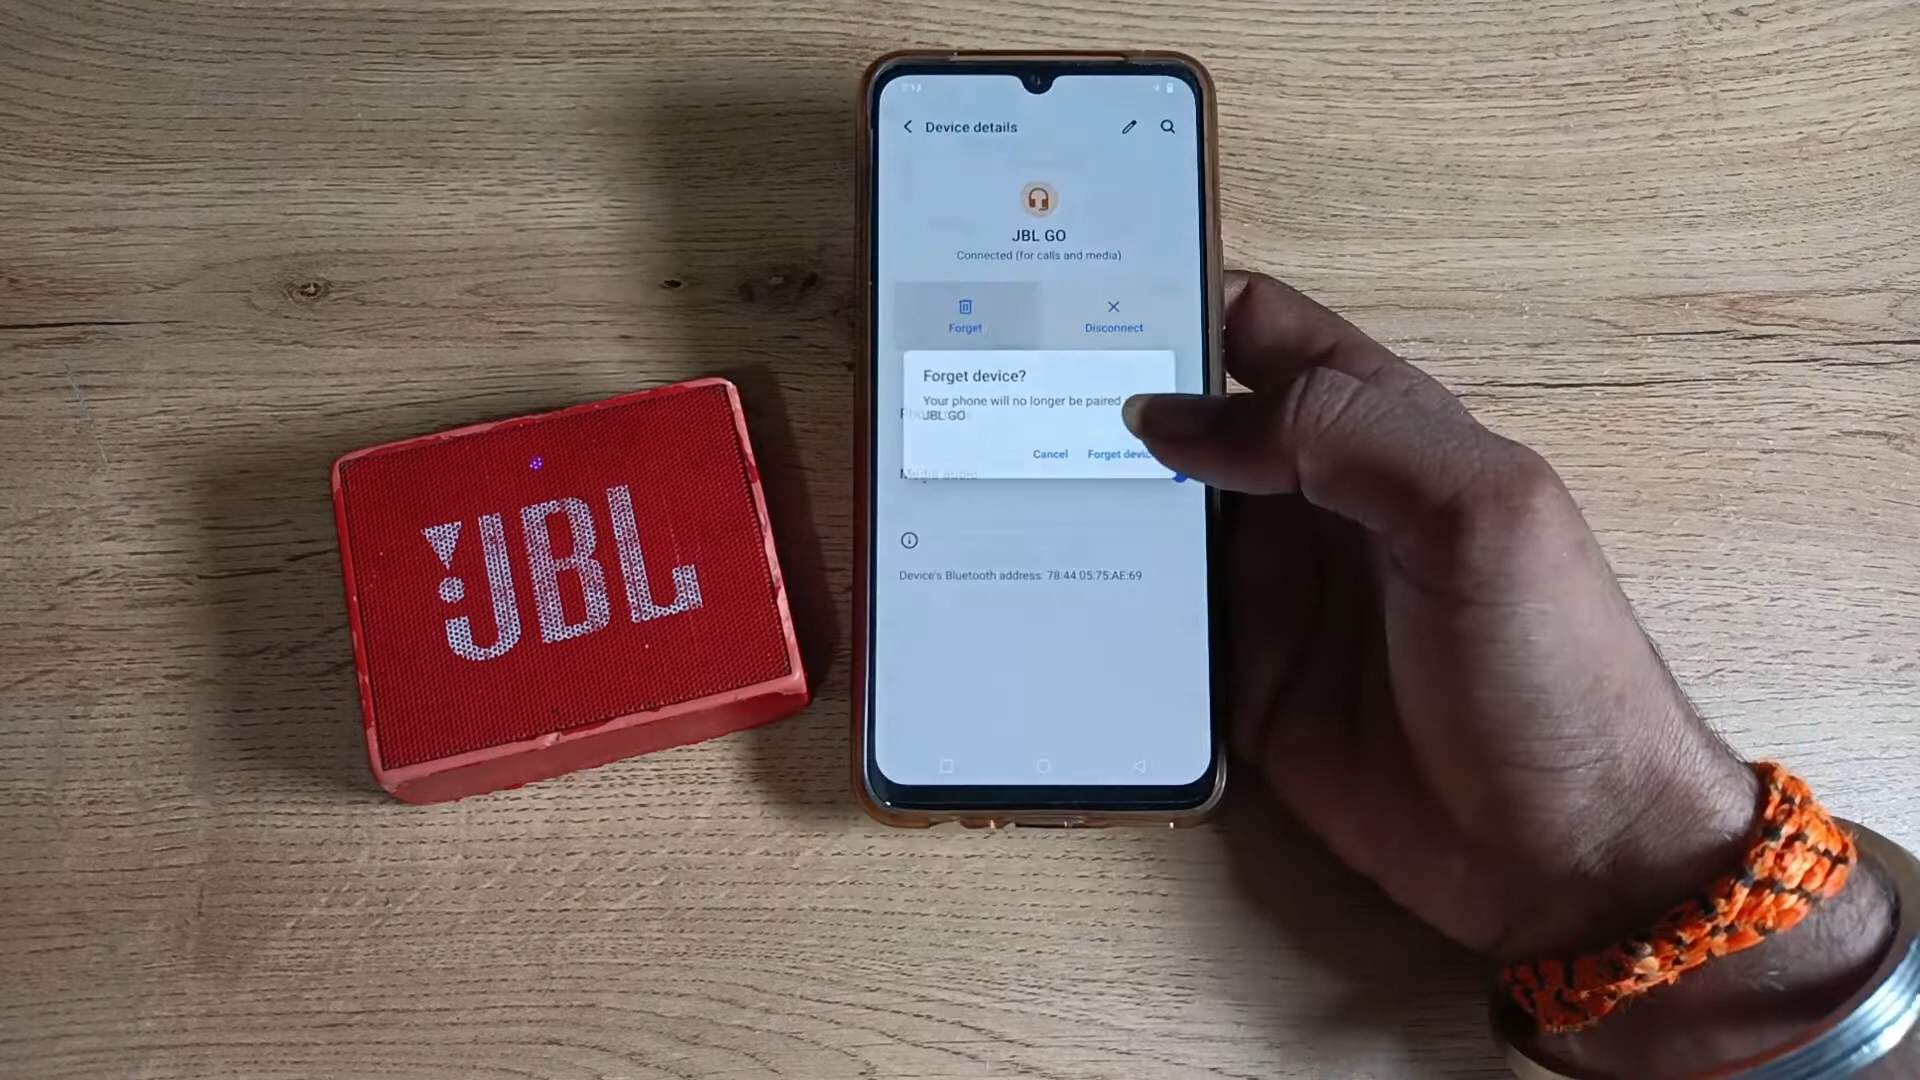 Device details
JBL GO
Connected (for calls and media)
Forget
Disconnect
Forget device?
Your phone will no longer be paired
JBL GO
Cancel
Forget
Device's Bluetooth address: 78:44:05:75:AE:69
JBL